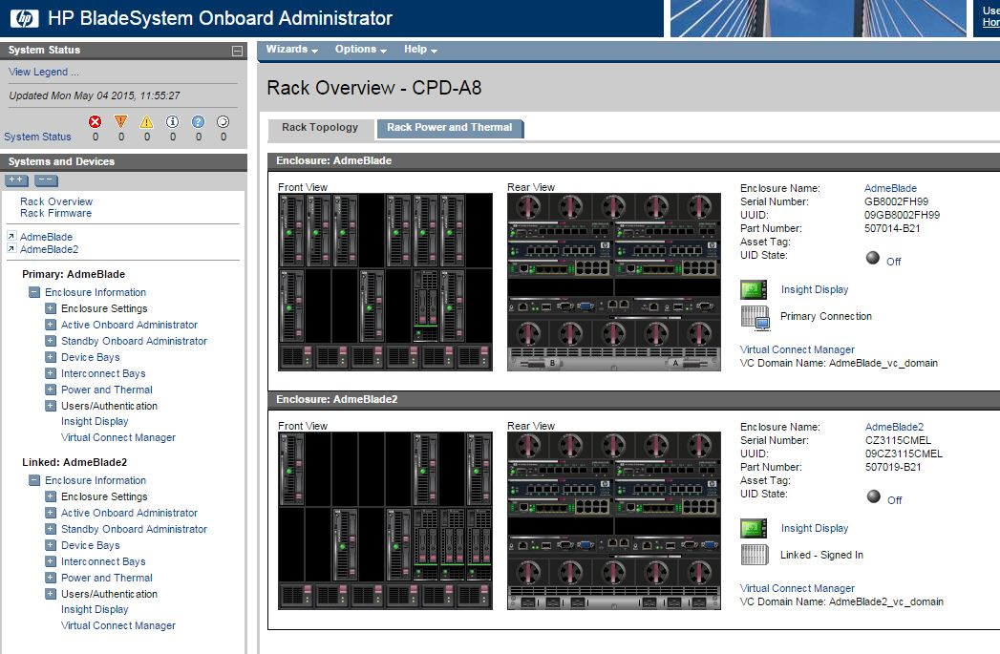 hp HP BladeSystem Onboard Administrator
Use
Hor
System Status
View Legend ...
Updated Mon May 04 2015, 11:55:27
System Status 0 0 0 0 0 0
Systems and Devices
Rack Overview
Rack Firmware
AdmeBlade
AdmeBlade2
Primary: AdmeBlade
Enclosure Information
Enclosure Settings
Active Onboard Administrator
Standby Onboard Administrator
Device Bays
Interconnect Bays
Power and Thermal
Users/Authentication
Insight Display
Virtual Connect Manager
Linked: AdmeBlade2
Enclosure Information
Enclosure Settings
Active Onboard Administrator
Standby Onboard Administrator
Device Bays
Interconnect Bays
Power and Thermal
Users/Authentication
Insight Display
Virtual Connect Manager
Wizards Options Help
Rack Overview - CPD-A8
Rack Topology Rack Power and Thermal
Enclosure: AdmeBlade
Front View
Rear View
B A
Enclosure Name: AdmeBlade
Serial Number: GB8002FH99
UUID: 09GB8002FH99
Part Number: 507014-B21
Asset Tag:
UID State: Off
Insight Display
Primary Connection
Virtual Connect Manager
VC Domain Name: AdmeBlade_vc_domain
Enclosure: AdmeBlade2
Front View
Rear View
Enclosure Name: AdmeBlade2
Serial Number: CZ3115CMEL
UUID: 09CZ3115CMEL
Part Number: 507019-B21
Asset Tag:
UID State: Off
Insight Display
Linked - Signed In
Virtual Connect Manager
VC Domain Name: AdmeBlade2_vc_domain